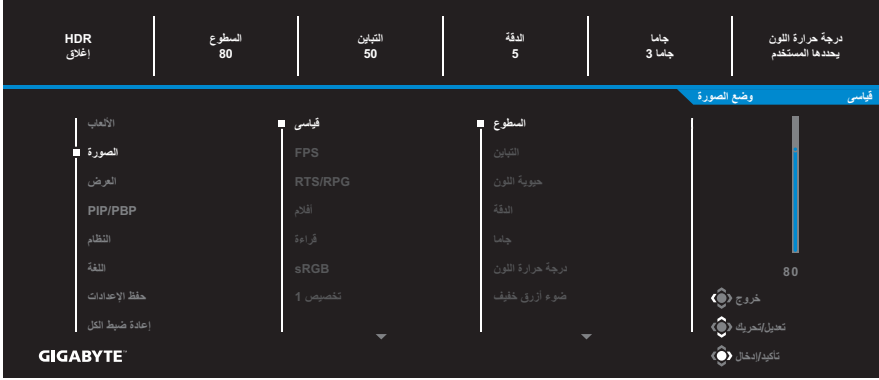 HDR
إغلاق
السطوع
80
التباين
50
الدقة
5
جاما
جاما 3
درجة حرارة اللون
يحددها المستخدم
وضع الصورة
قياسى
الألعاب
الصورة
العرض
PIP/PBP
النظام
اللغة
حفظ الإعدادات
إعادة ضبط الكل
قياسى
FPS
RTS/RPG
أفلام
قراءة
sRGB
تخصيص 1
السطوع
التباين
حيوية اللون
الدقة
جاما
درجة حرارة اللون
ضوء أزرق خفيف
80
خروج
تعديل/تحريك
تأكيد/إدخال
GIGABYTE™